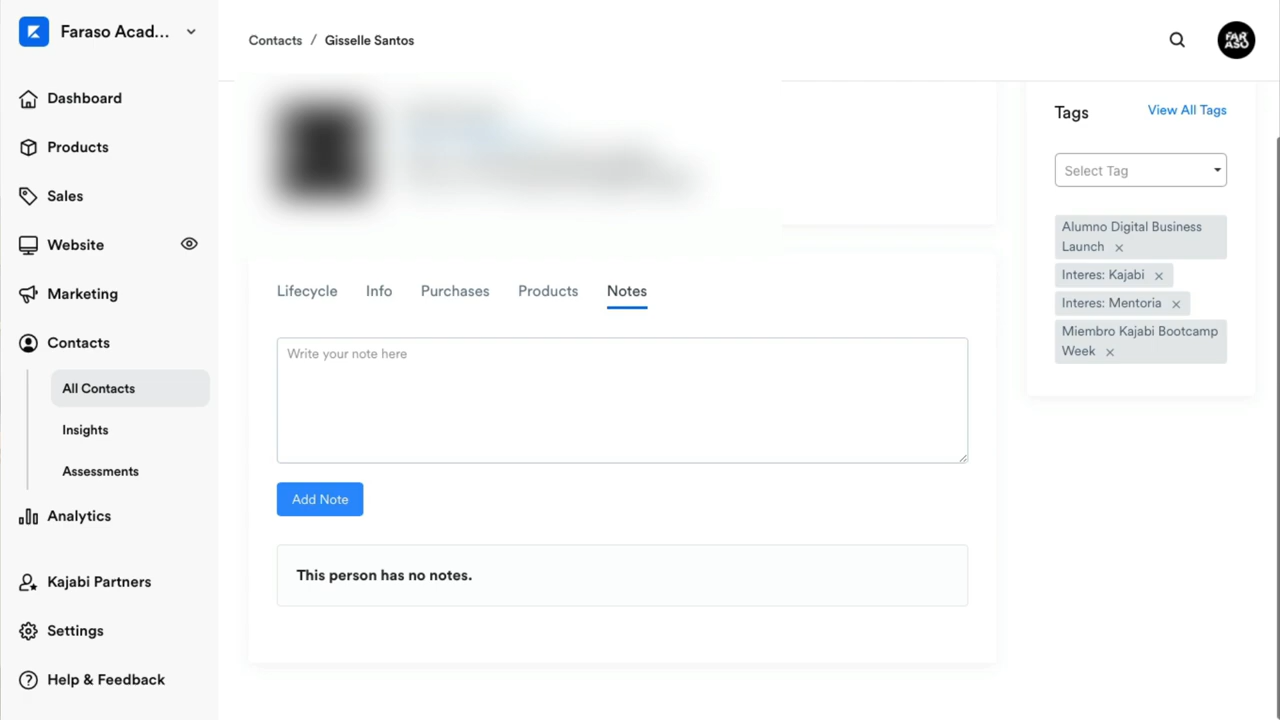 Faraso Acad...
Dashboard
Products
Sales
Website
Marketing
Contacts
All Contacts
Insights
Assessments
Analytics
Kajabi Partners
Settings
Help & Feedback
Contacts / Gisselle Santos
FAR
ASO
Lifecycle Info Purchases Products Notes
Write your note here
Add Note
This person has no notes.
Tags View All Tags
Select Tag
Alumno Digital Business
Launch ×
Interes: Kajabi ×
Interes: Mentoria ×
Miembro Kajabi Bootcamp
Week ×